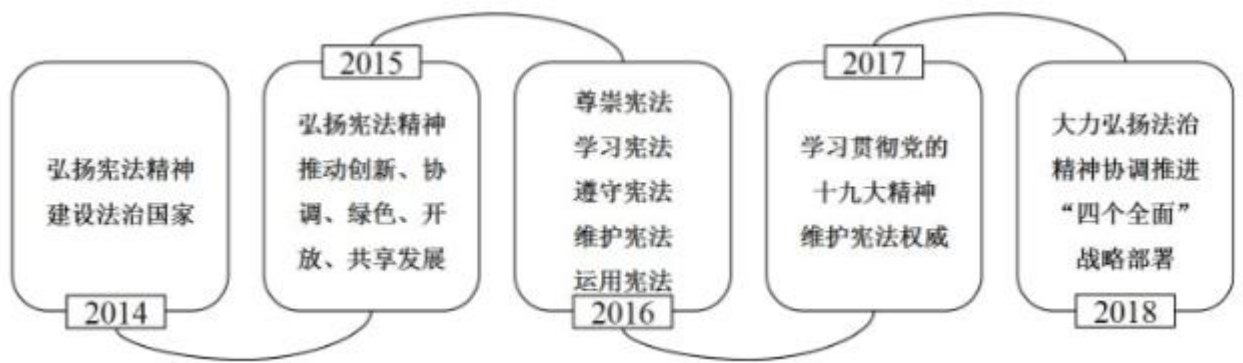 弘扬宪法精神
建设法治国家
2014
2015
弘扬宪法精神
推动创新、协
调、绿色、开
放、共享发展
尊崇宪法
学习宪法
遵守宪法
维护宪法
运用宪法
2016
2017
学习贯彻党的
十九大精神
维护宪法权威
大力弘扬法治
精神协调推进
“四个全面”
战略部署
2018